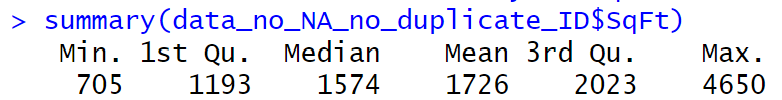 > summary(data_no_NA_no_duplicate_ID$SqFt)
Min. 1st Qu. Median Mean 3rd Qu. Max.
705 1193 1574 1726 2023 4650